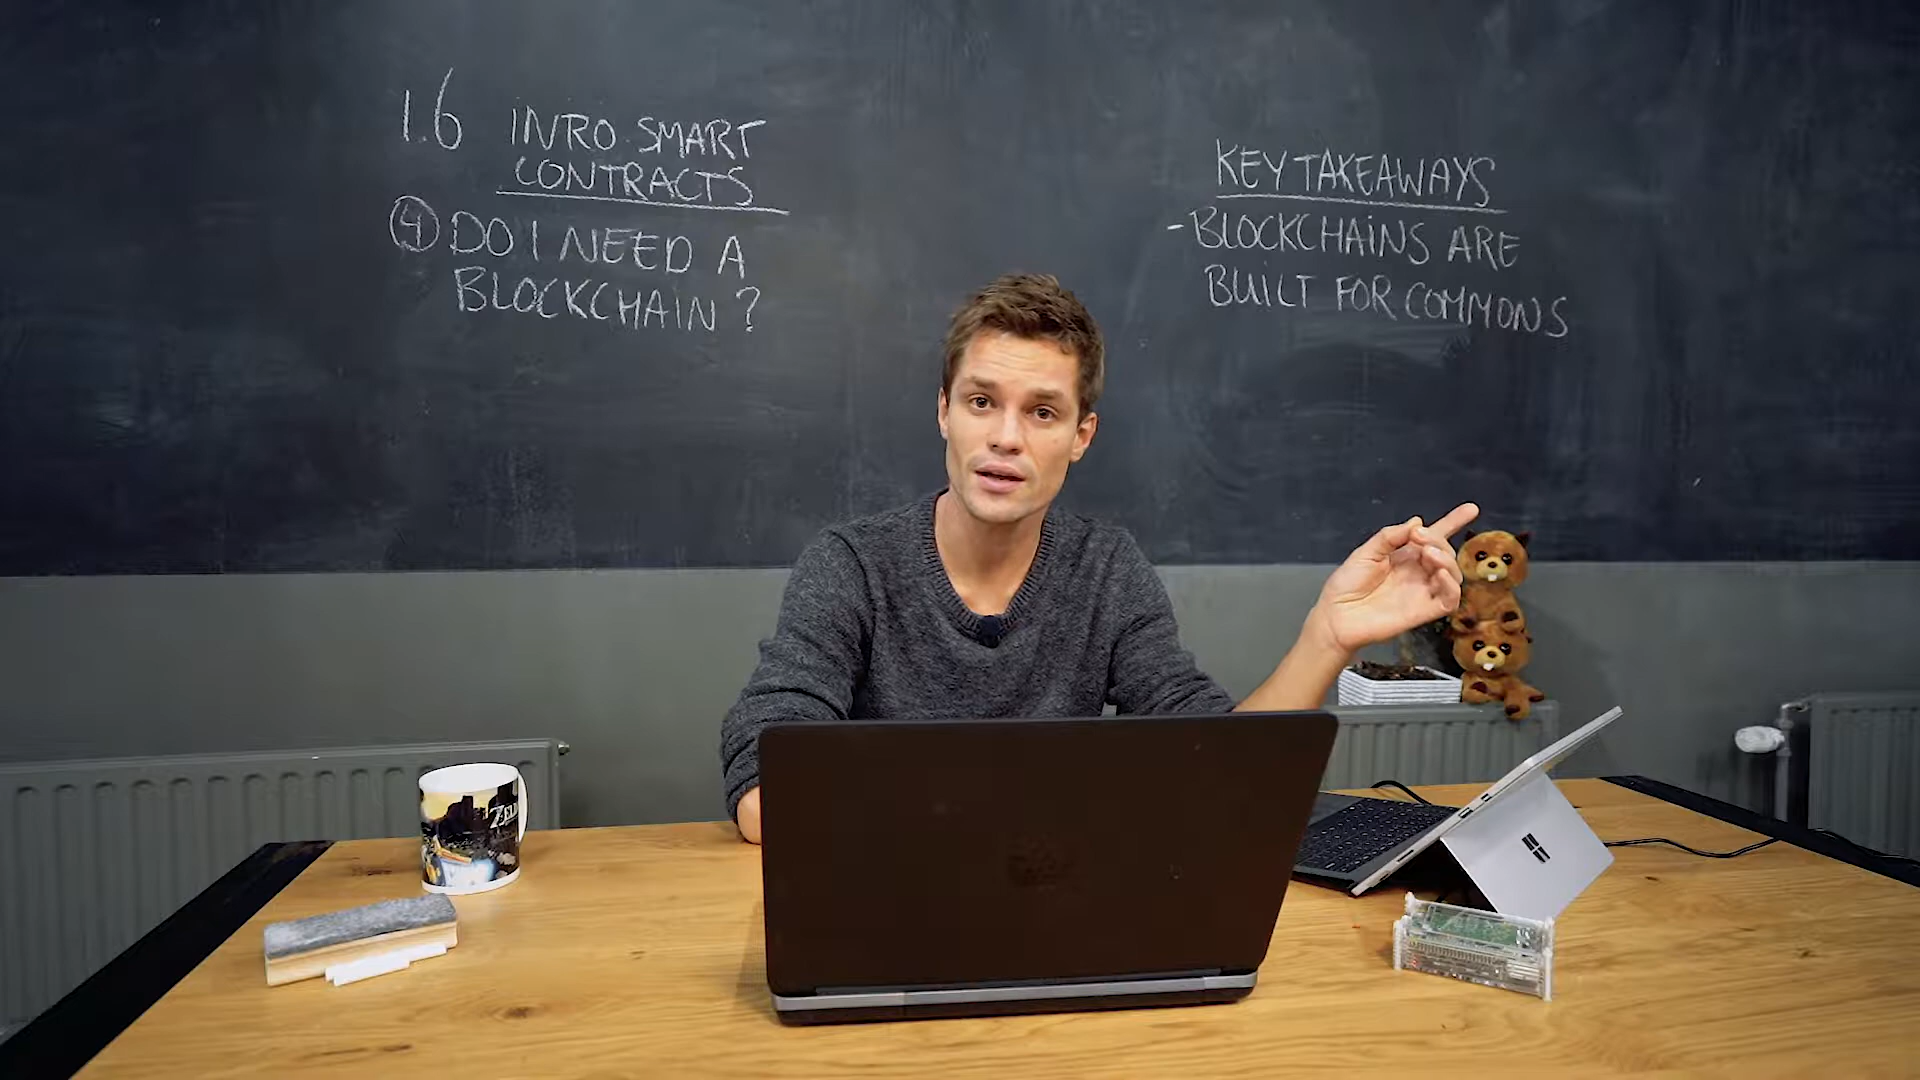 1.6 INRO SMART
CONTRACTS
4 DO I NEED A
BLOCKCHAIN?
KEY TAKEAWAYS
- BLOCKCHAINS ARE
BUILT FOR COMMONS